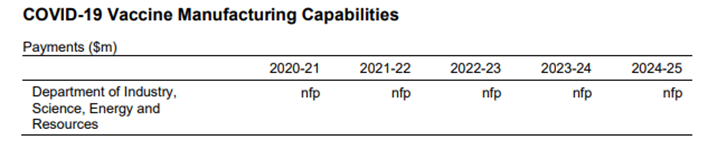 COVID-19 Vaccine Manufacturing Capabilities
Payments ($m)
2020-21 2021-22 2022-23 2023-24 2024-25
Department of Industry, nfp nfp nfp nfp nfp
Science, Energy and
Resources